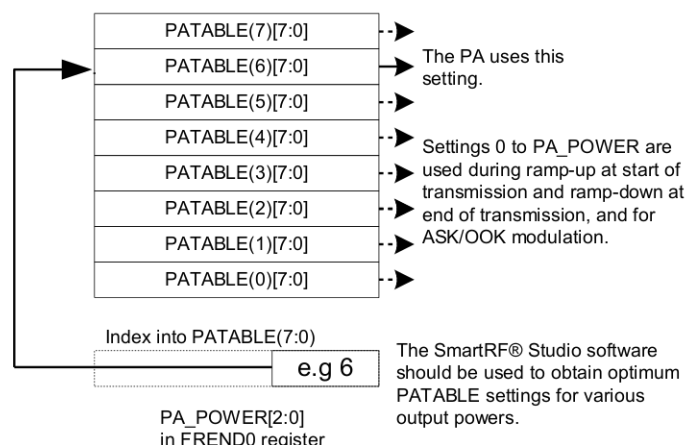 PATABLE(7)[7:0]
PATABLE(6)[7:0]
The PA uses this
setting.
PATABLE(5)[7:0]
PATABLE(4)[7:0]
PATABLE(3)[7:0]
PATABLE(2)[7:0]
PATABLE(1)[7:0]
PATABLE(0)[7:0]
Settings 0 to PA_POWER are
used during ramp-up at start of
transmission and ramp-down at
end of transmission, and for
ASK/OOK modulation.
Index into PATABLE(7:0)
e.g 6
PA_POWER[2:0]
in FREND0 register
The SmartRF® Studio software
should be used to obtain optimum
PATABLE settings for various
output powers.